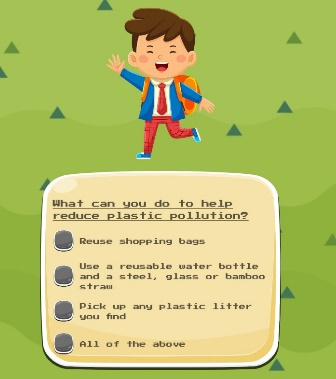 What can you do to help
reduce plastic pollution?
Reuse shopping bags
Use a reusable water bottle
and a steel, glass or bamboo
straw
Pick up any plastic litter
you find
All of the above